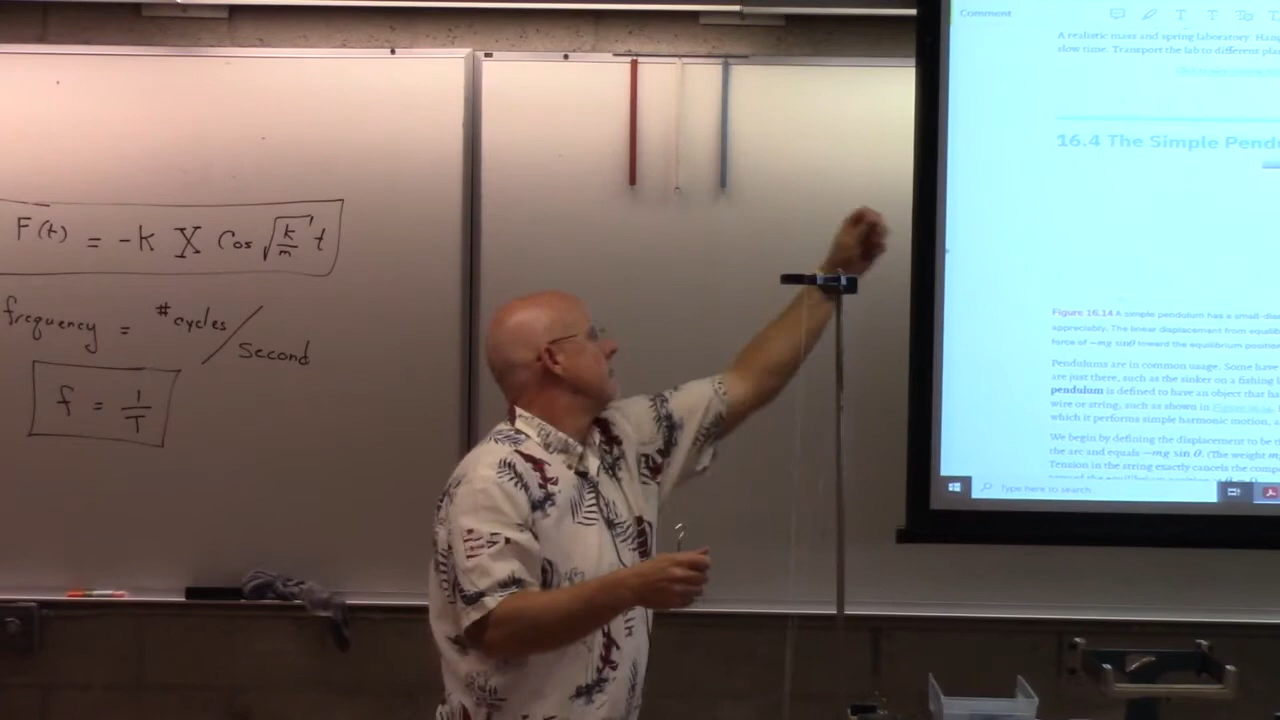 F(t) = -k X Cos √k/m t
frequency = # cycles / Second
f = 1/T
Comment
A realistic mass and spring laboratory. Hang
slow time. Transport the lab to different pla
16.4 The Simple Pend
Figure 16.14 A simple pendulum has a small-dia
appreciably. The linear displacement from equilib
force of −mg sinθ toward the equilibrium position
Pendulums are in common usage. Some have
are just there, such as the sinker on a fishing l
pendulum is defined to have an object that ha
wire or string, such as shown in Figure 16.14.
which it performs simple harmonic motion, a
We begin by defining the displacement to be t
the arc and equals −mg sin θ. (The weight m
Tension in the string exactly cancels the comp
Type here to search